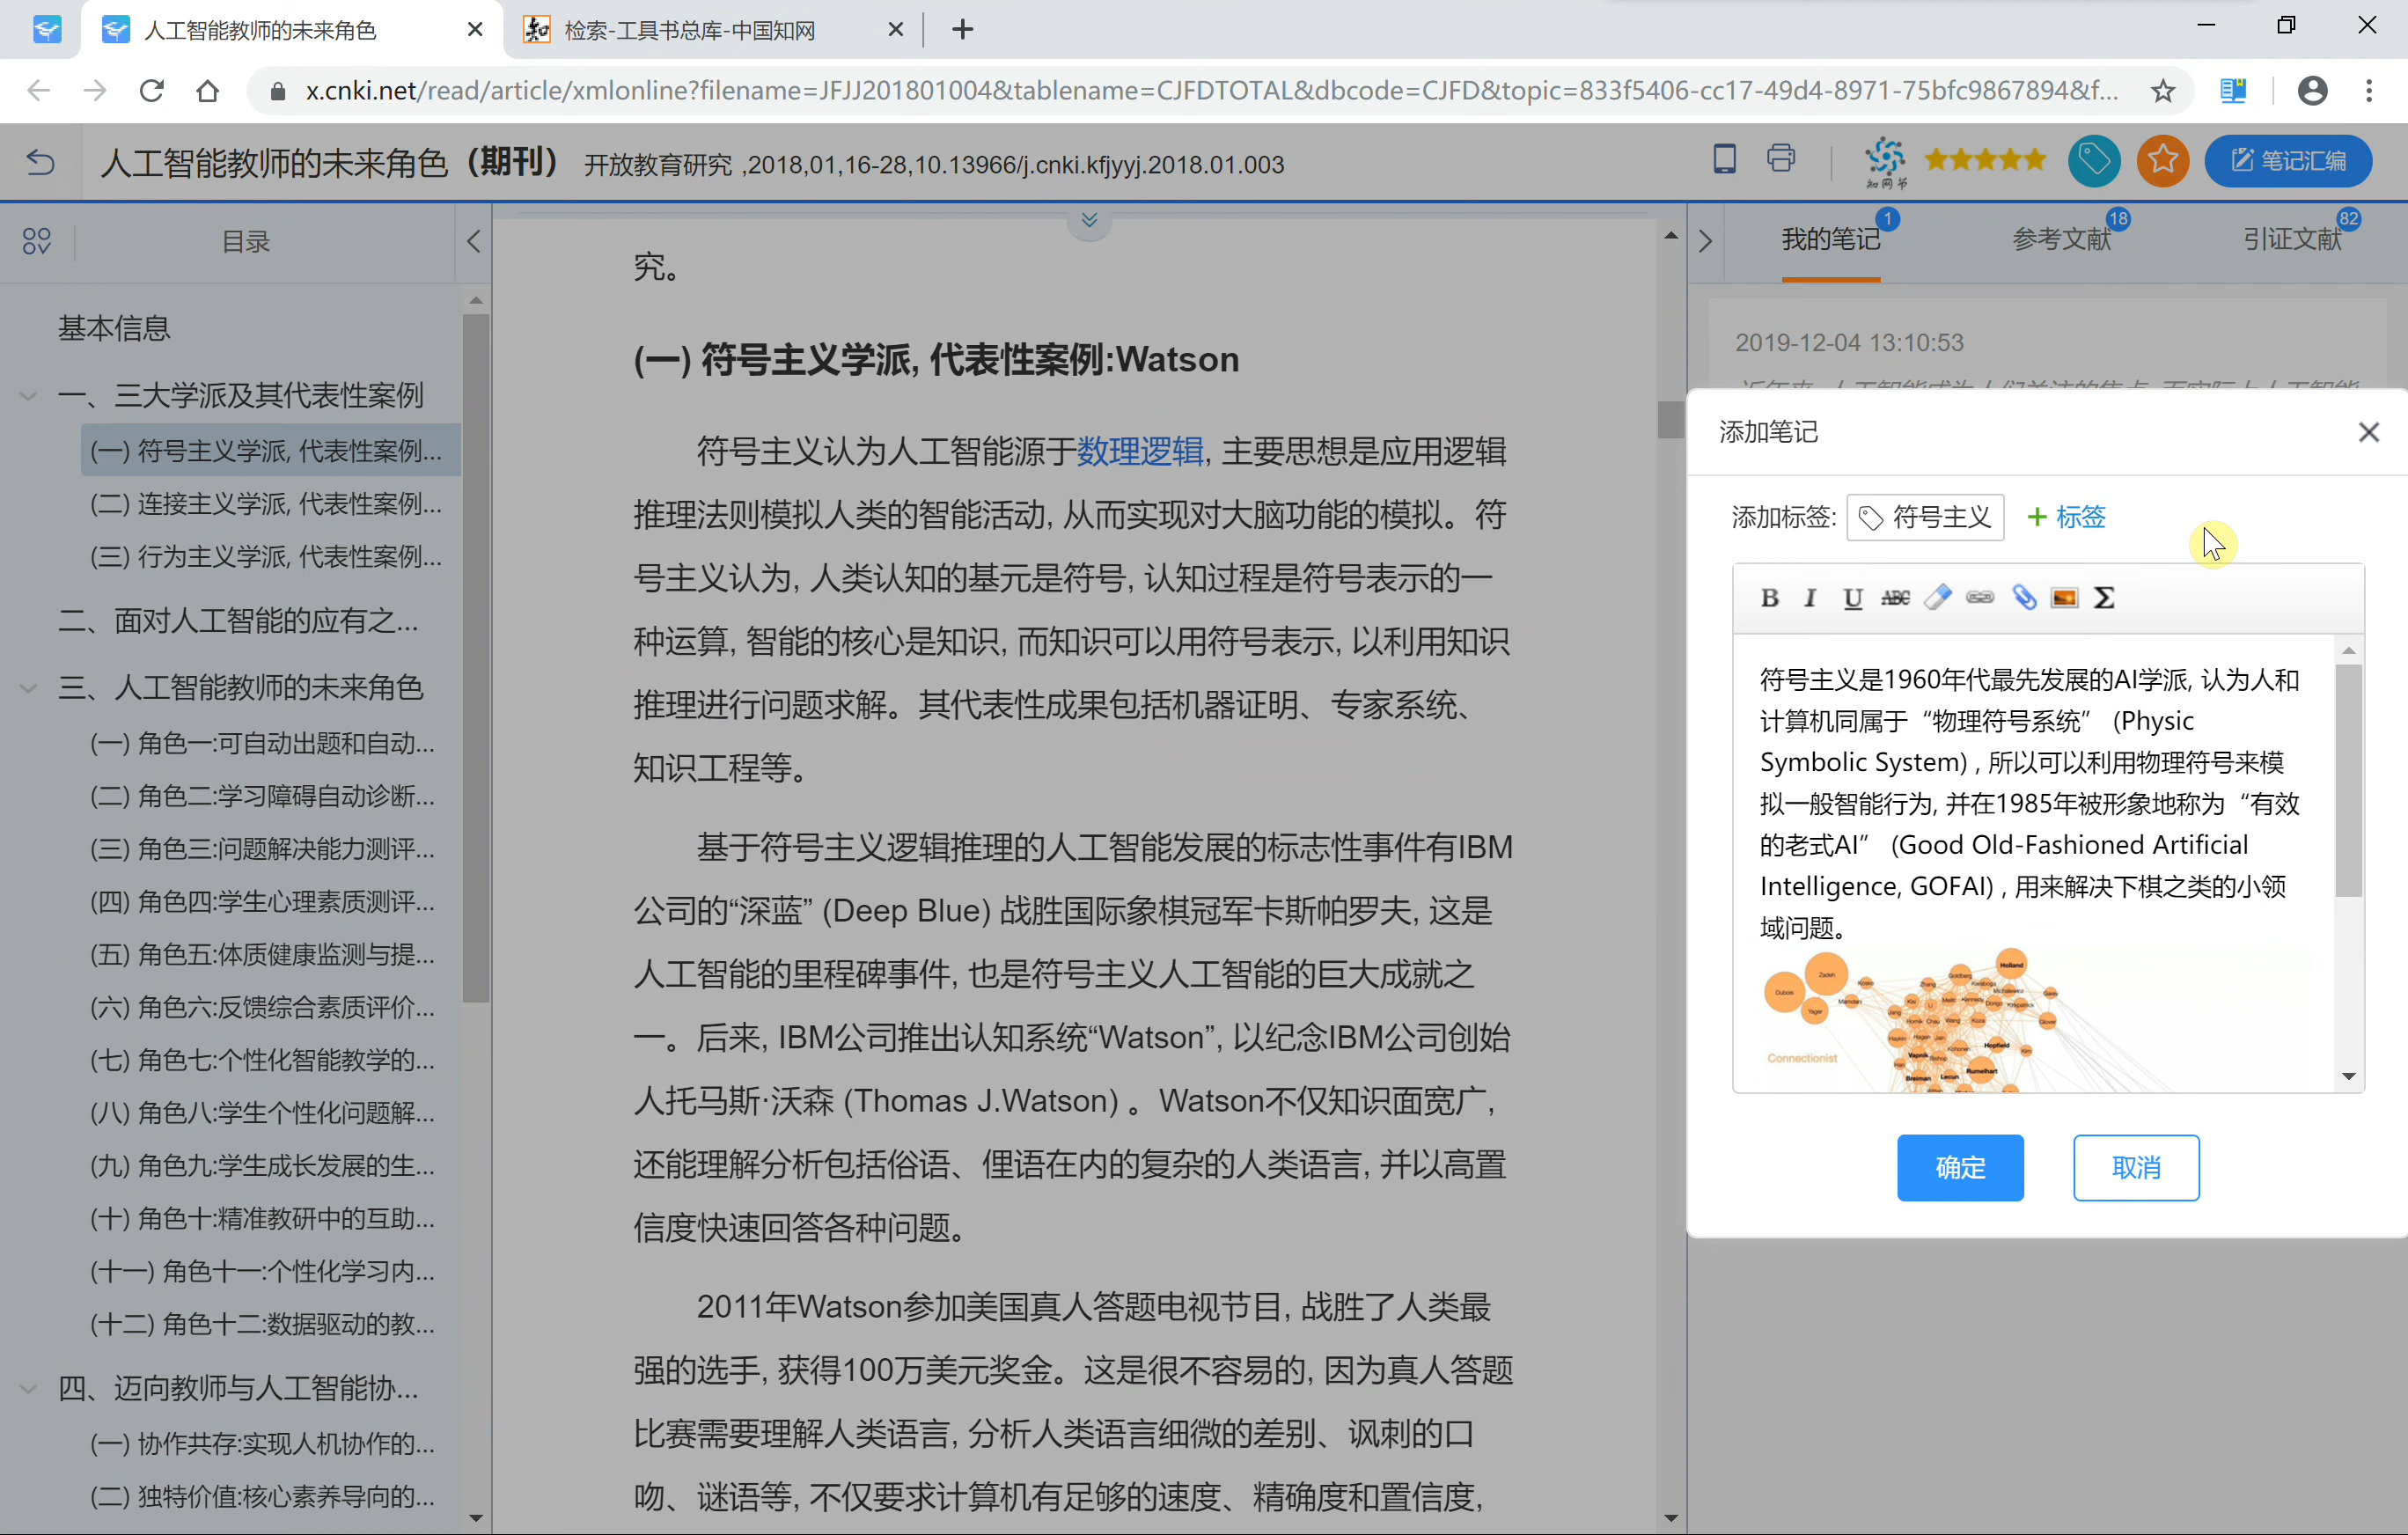 人工智能教师的未来角色
检索-工具书总库-中国知网
x.cnki.net/read/article/xmlonline?filename=JFJJ201801004&tablename=CJFDTOTAL&dbcode=CJFD&topic=833f5406-cc17-49d4-8971-75bfc9867894&f...
人工智能教师的未来角色（期刊） 开放教育研究 ,2018,01,16-28,10.13966/j.cnki.kfjyyj.2018.01.003
知网节
笔记汇编
目录
基本信息
一、三大学派及其代表性案例
(一) 符号主义学派, 代表性案例...
(二) 连接主义学派, 代表性案例...
(三) 行为主义学派, 代表性案例...
二、面对人工智能的应有之...
三、人工智能教师的未来角色
(一) 角色一:可自动出题和自动...
(二) 角色二:学习障碍自动诊断...
(三) 角色三:问题解决能力测评...
(四) 角色四:学生心理素质测评...
(五) 角色五:体质健康监测与提...
(六) 角色六:反馈综合素质评价...
(七) 角色七:个性化智能教学的...
(八) 角色八:学生个性化问题解...
(九) 角色九:学生成长发展的生...
(十) 角色十:精准教研中的互助...
(十一) 角色十一:个性化学习内...
(十二) 角色十二:数据驱动的教...
四、迈向教师与人工智能协...
(一) 协作共存:实现人机协作的...
(二) 独特价值:核心素养导向的...
究。
(一) 符号主义学派, 代表性案例:Watson
符号主义认为人工智能源于数理逻辑, 主要思想是应用逻辑
推理法则模拟人类的智能活动, 从而实现对大脑功能的模拟。符
号主义认为, 人类认知的基元是符号, 认知过程是符号表示的一
种运算, 智能的核心是知识, 而知识可以用符号表示, 以利用知识
推理进行问题求解。其代表性成果包括机器证明、专家系统、
知识工程等。
基于符号主义逻辑推理的人工智能发展的标志性事件有IBM
公司的“深蓝” (Deep Blue) 战胜国际象棋冠军卡斯帕罗夫, 这是
人工智能的里程碑事件, 也是符号主义人工智能的巨大成就之
一。后来, IBM公司推出认知系统“Watson”, 以纪念IBM公司创始
人托马斯·沃森 (Thomas J.Watson) 。Watson不仅知识面宽广,
还能理解分析包括俗语、俚语在内的复杂的人类语言, 并以高置
信度快速回答各种问题。
2011年Watson参加美国真人答题电视节目, 战胜了人类最
强的选手, 获得100万美元奖金。这是很不容易的, 因为真人答题
比赛需要理解人类语言, 分析人类语言细微的差别、讽刺的口
吻、谜语等, 不仅要求计算机有足够的速度、精确度和置信度,
我的笔记 1
参考文献 18
引证文献 82
2019-12-04 13:10:53
添加笔记
添加标签: 符号主义 + 标签
B I U ABC Σ
符号主义是1960年代最先发展的AI学派, 认为人和
计算机同属于“物理符号系统” (Physic
Symbolic System) , 所以可以利用物理符号来模
拟一般智能行为, 并在1985年被形象地称为“有效
的老式AI” (Good Old-Fashioned Artificial
Intelligence, GOFAI) , 用来解决下棋之类的小领
域问题。
Holland
Zadeh
Dubois
Yager
Goldberg
Hopfield
Vapnik
Rumelhart
Breiman
Lecun
Connectionist
确定
取消